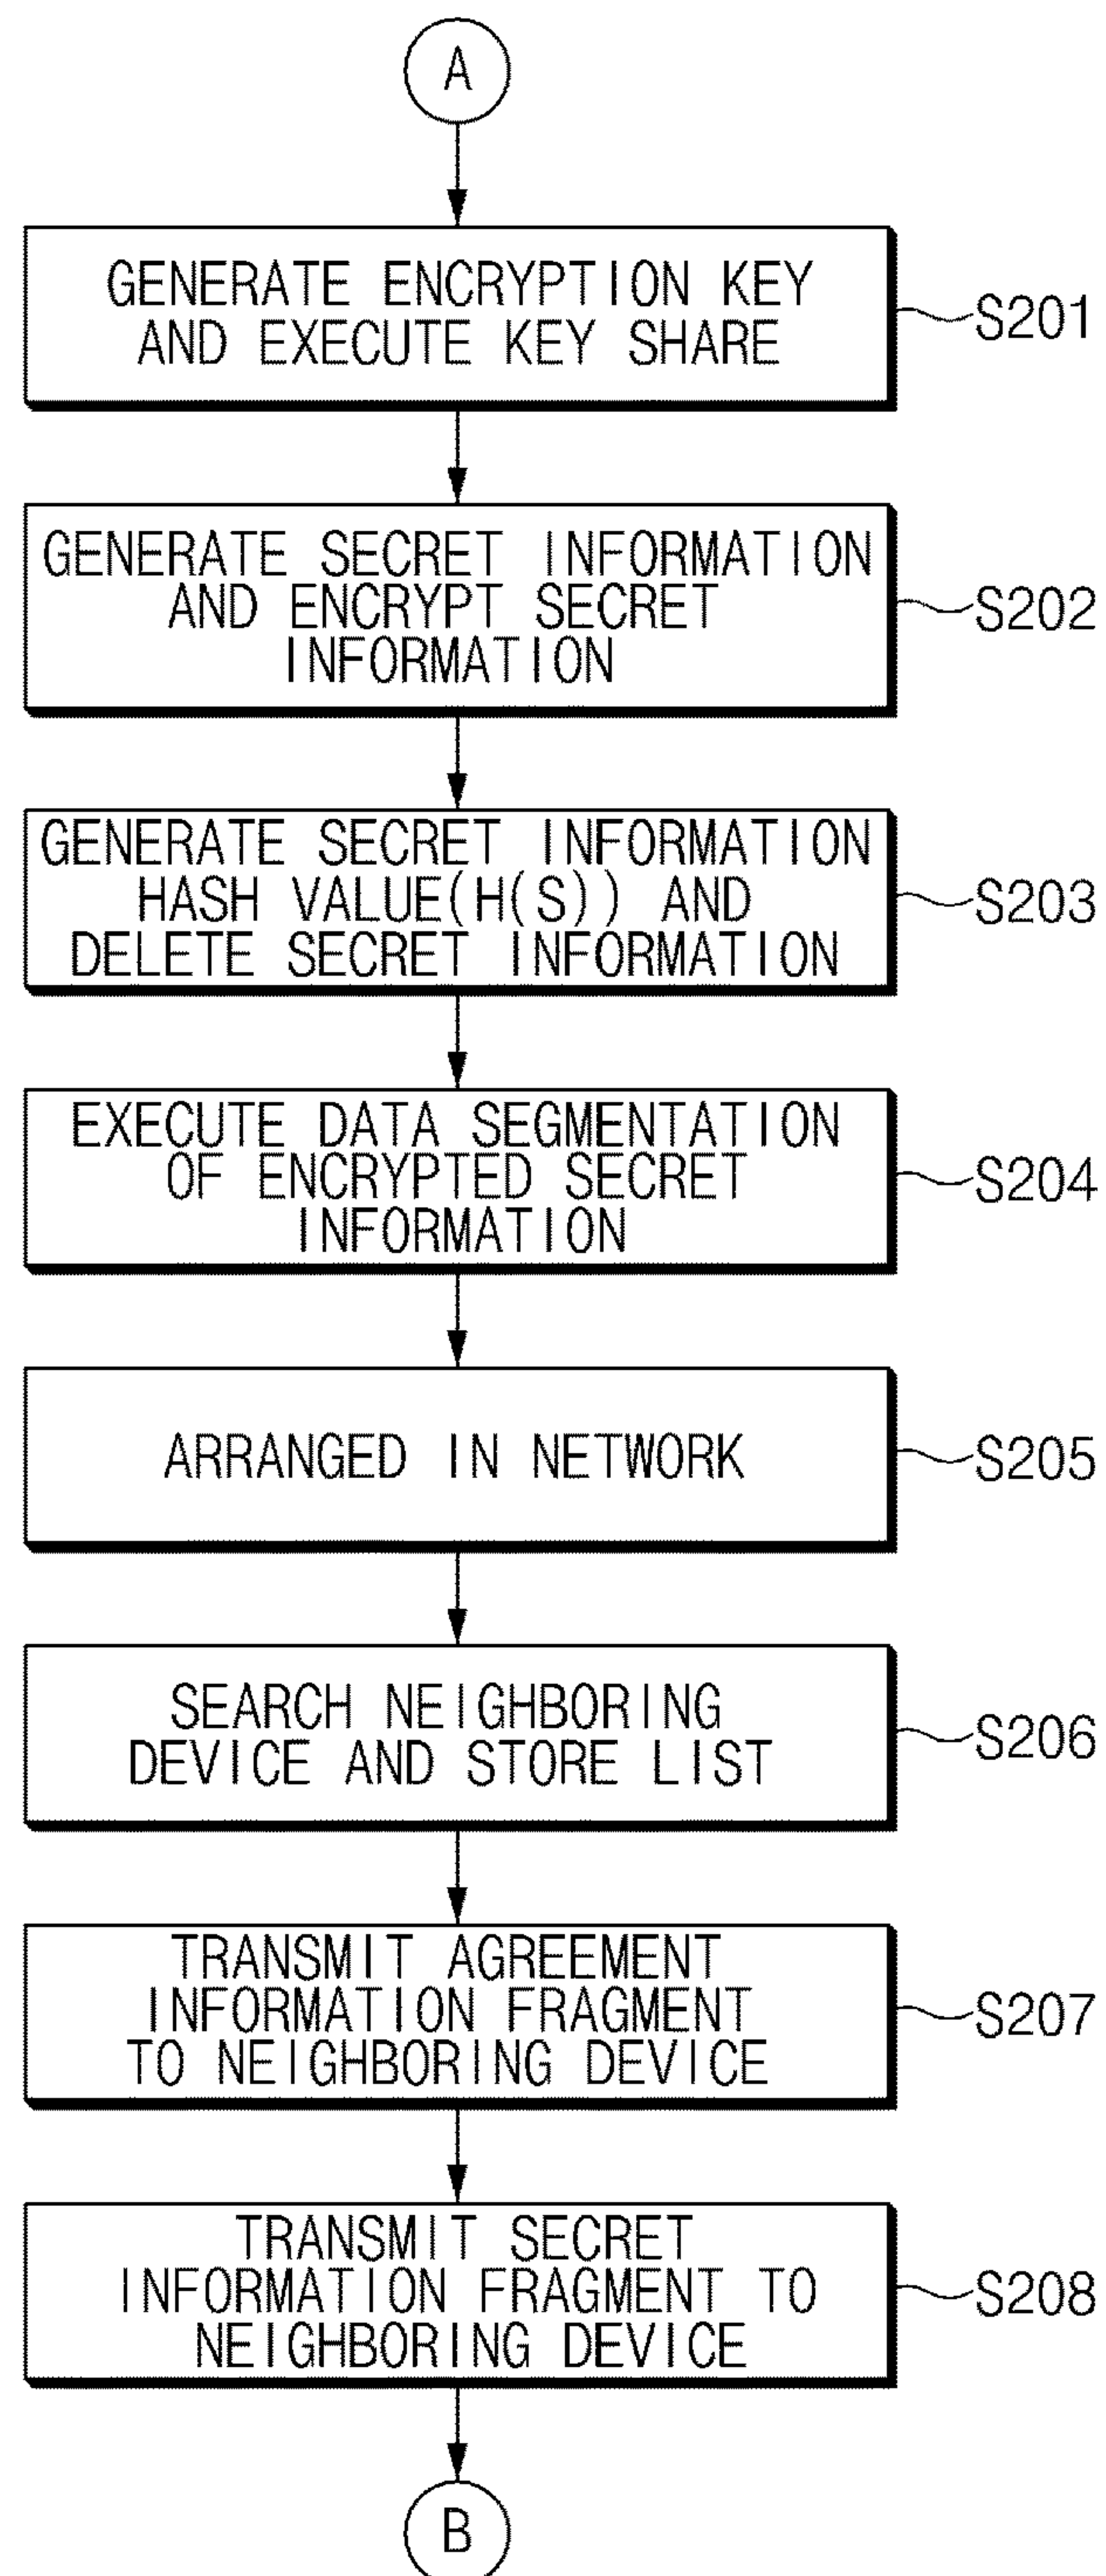 A
GENERATE ENCRYPTION KEY
AND EXECUTE KEY SHARE
S201
GENERATE SECRET INFORMATION
AND ENCRYPT SECRET
INFORMATION
S202
GENERATE SECRET INFORMATION
HASH VALUE(H(S)) AND
DELETE SECRET INFORMATION
S203
EXECUTE DATA SEGMENTATION
OF ENCRYPTED SECRET
INFORMATION
S204
ARRANGED IN NETWORK
S205
SEARCH NEIGHBORING
DEVICE AND STORE LIST
S206
TRANSMIT AGREEMENT
INFORMATION FRAGMENT
TO NEIGHBORING DEVICE
S207
TRANSMIT SECRET
INFORMATION FRAGMENT TO
NEIGHBORING DEVICE
S208
B